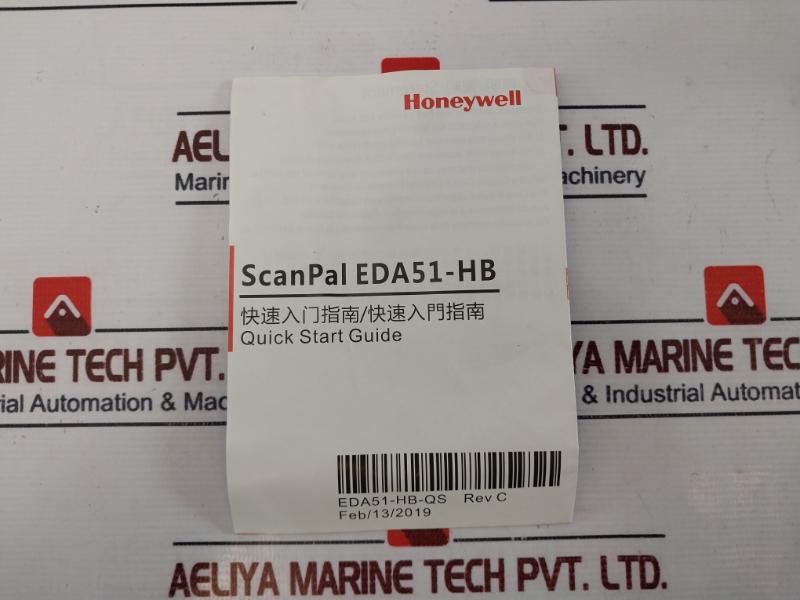 Honeywell
AELIYA T. LTD.
Marin achinery
ScanPal EDA51-HB
快速入门指南/快速入門指南
Quick Start Guide
RINE TECH PVT.
rial Automation & Mac
YA MARINE TEC
& Industrial Automat
EDA51-HB-QS Rev C
Feb/13/2019
AELIYA MARINE TECH PVT. LTD.